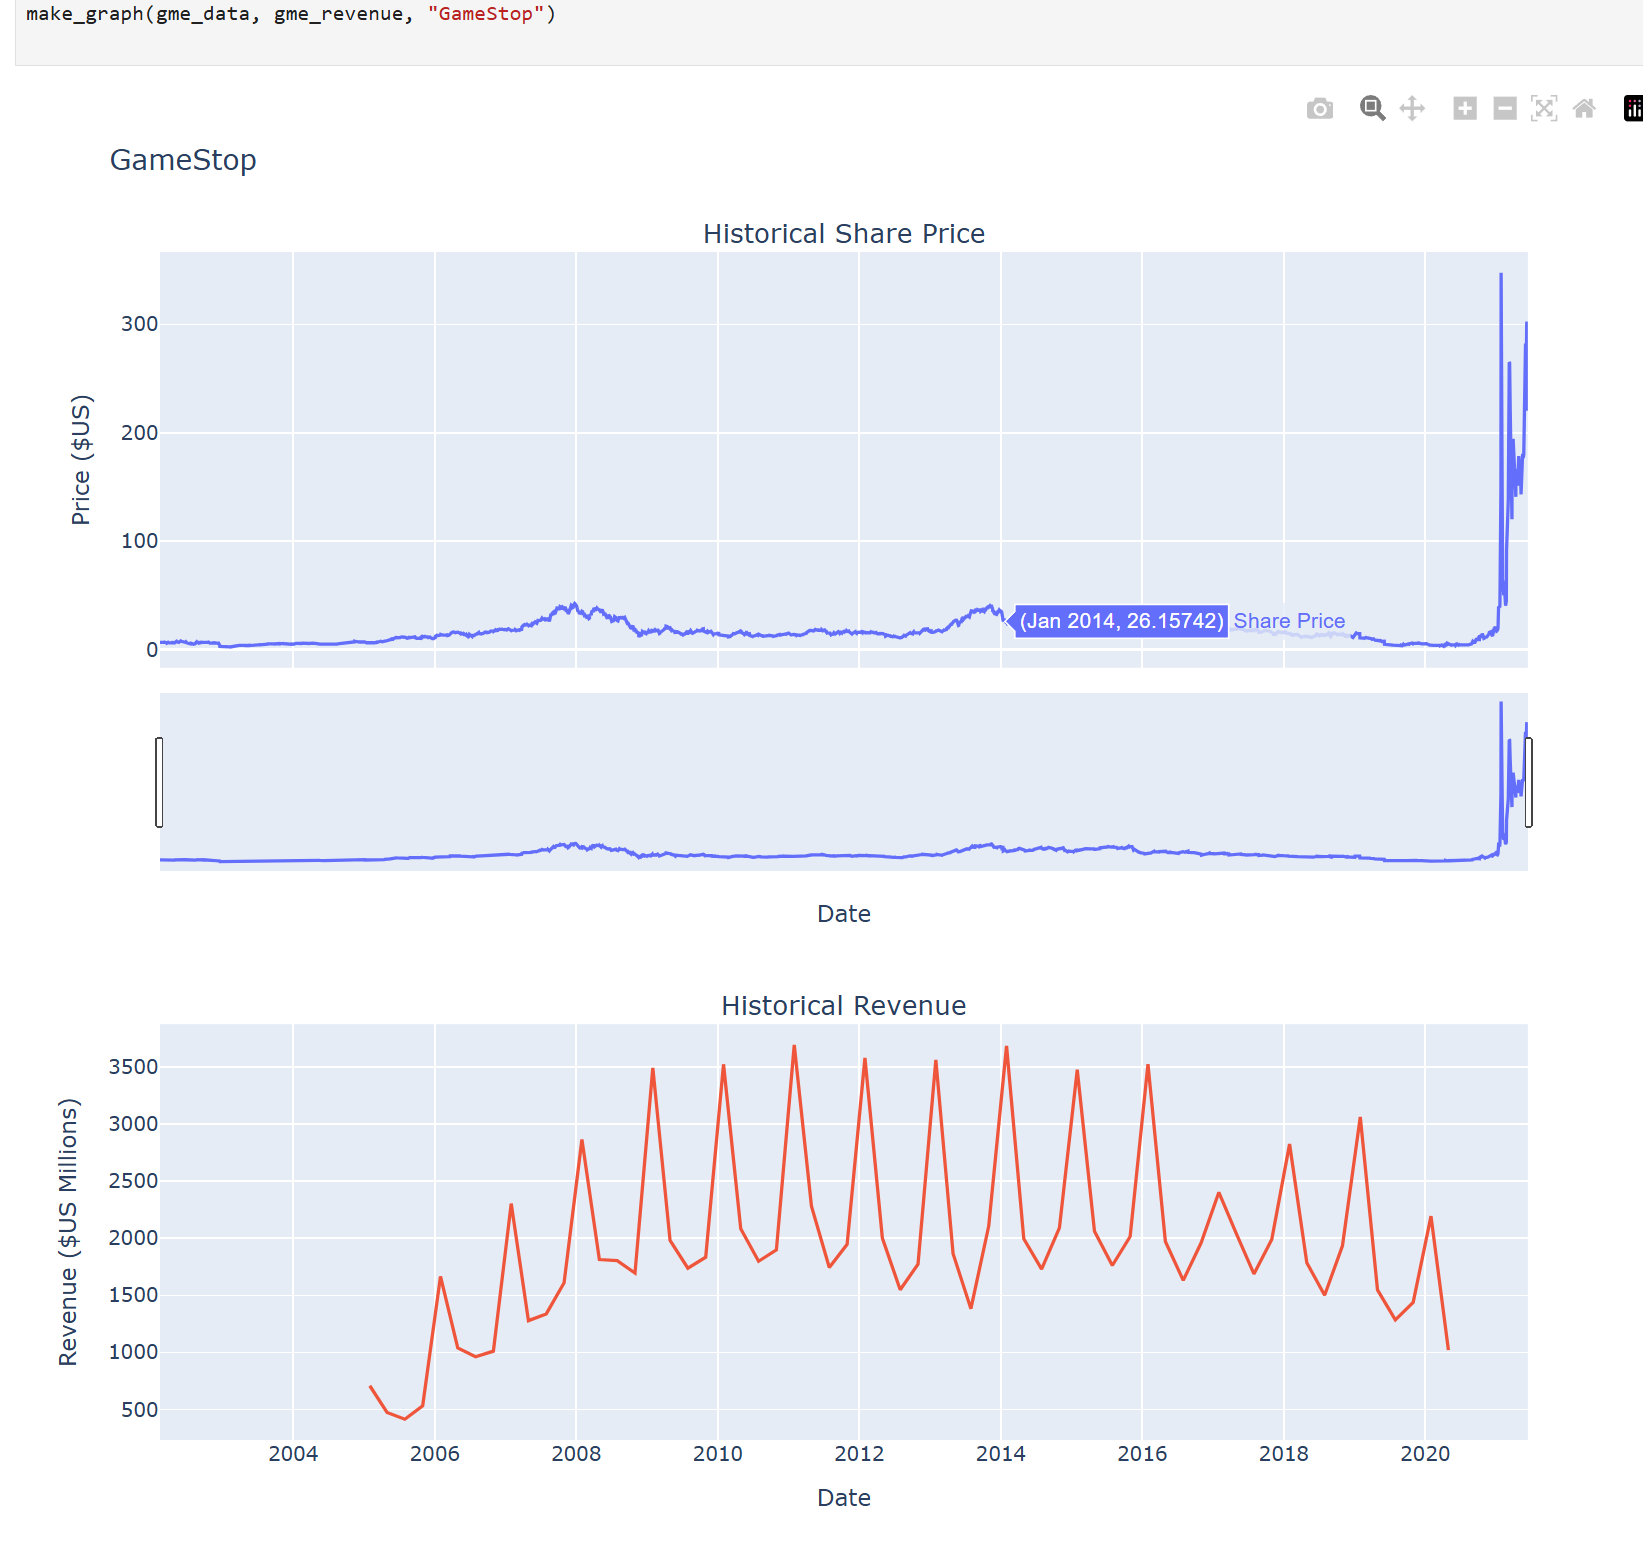 make_graph(gme_data, gme_revenue, "GameStop")
GameStop
Historical Share Price
300
200
100
0
Price ($US)
(Jan 2014, 26.15742) Share Price
Date
Historical Revenue
3500
3000
2500
2000
1500
1000
500
Revenue ($US Millions)
2004 2006 2008 2010 2012 2014 2016 2018 2020
Date